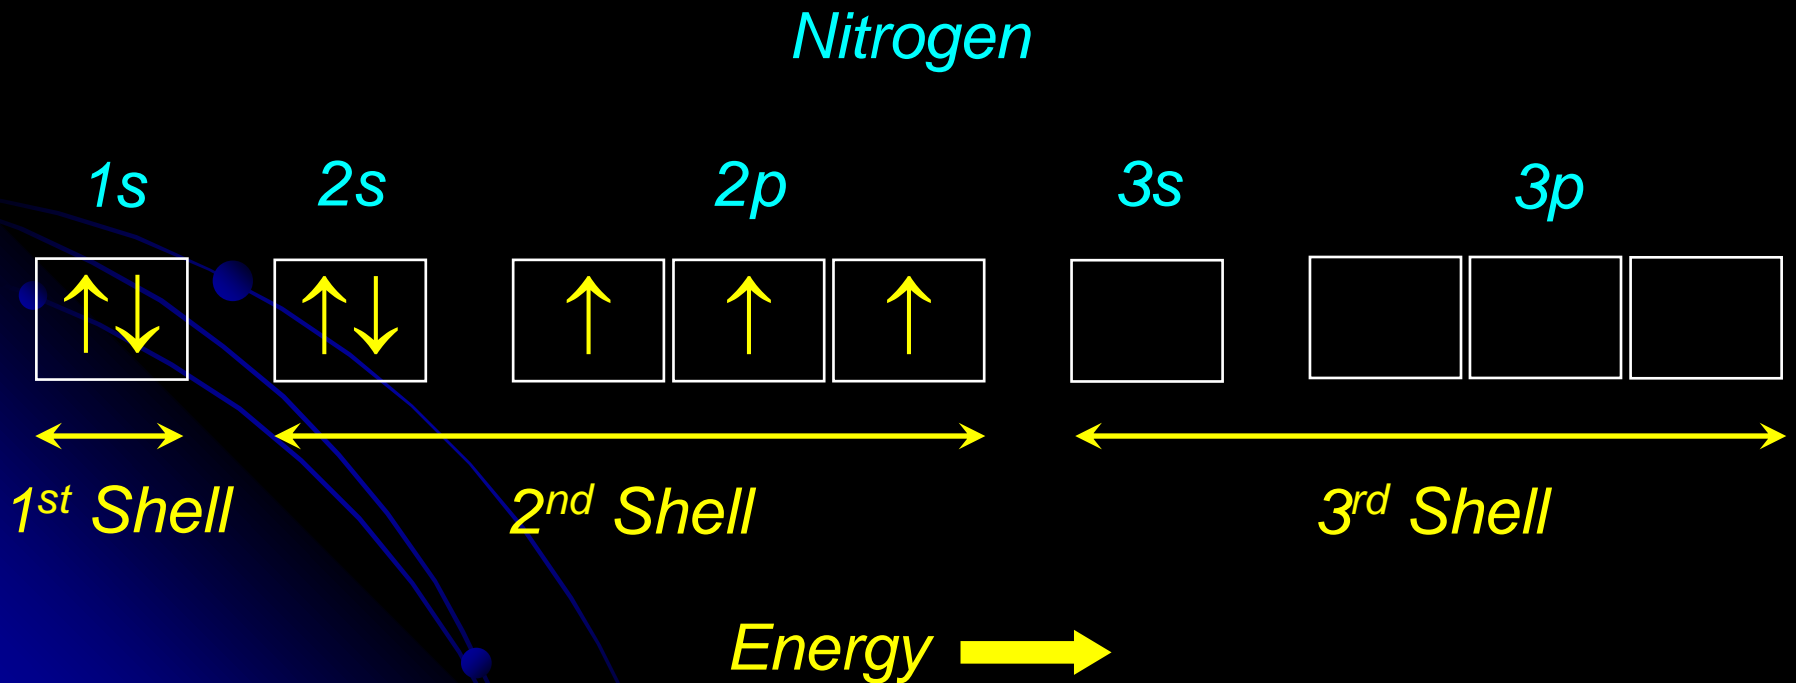 Nitrogen
1s 2s 2p 3s 3p
↑↓ ↑↓ ↑ ↑ ↑
1st Shell 2nd Shell 3rd Shell
Energy